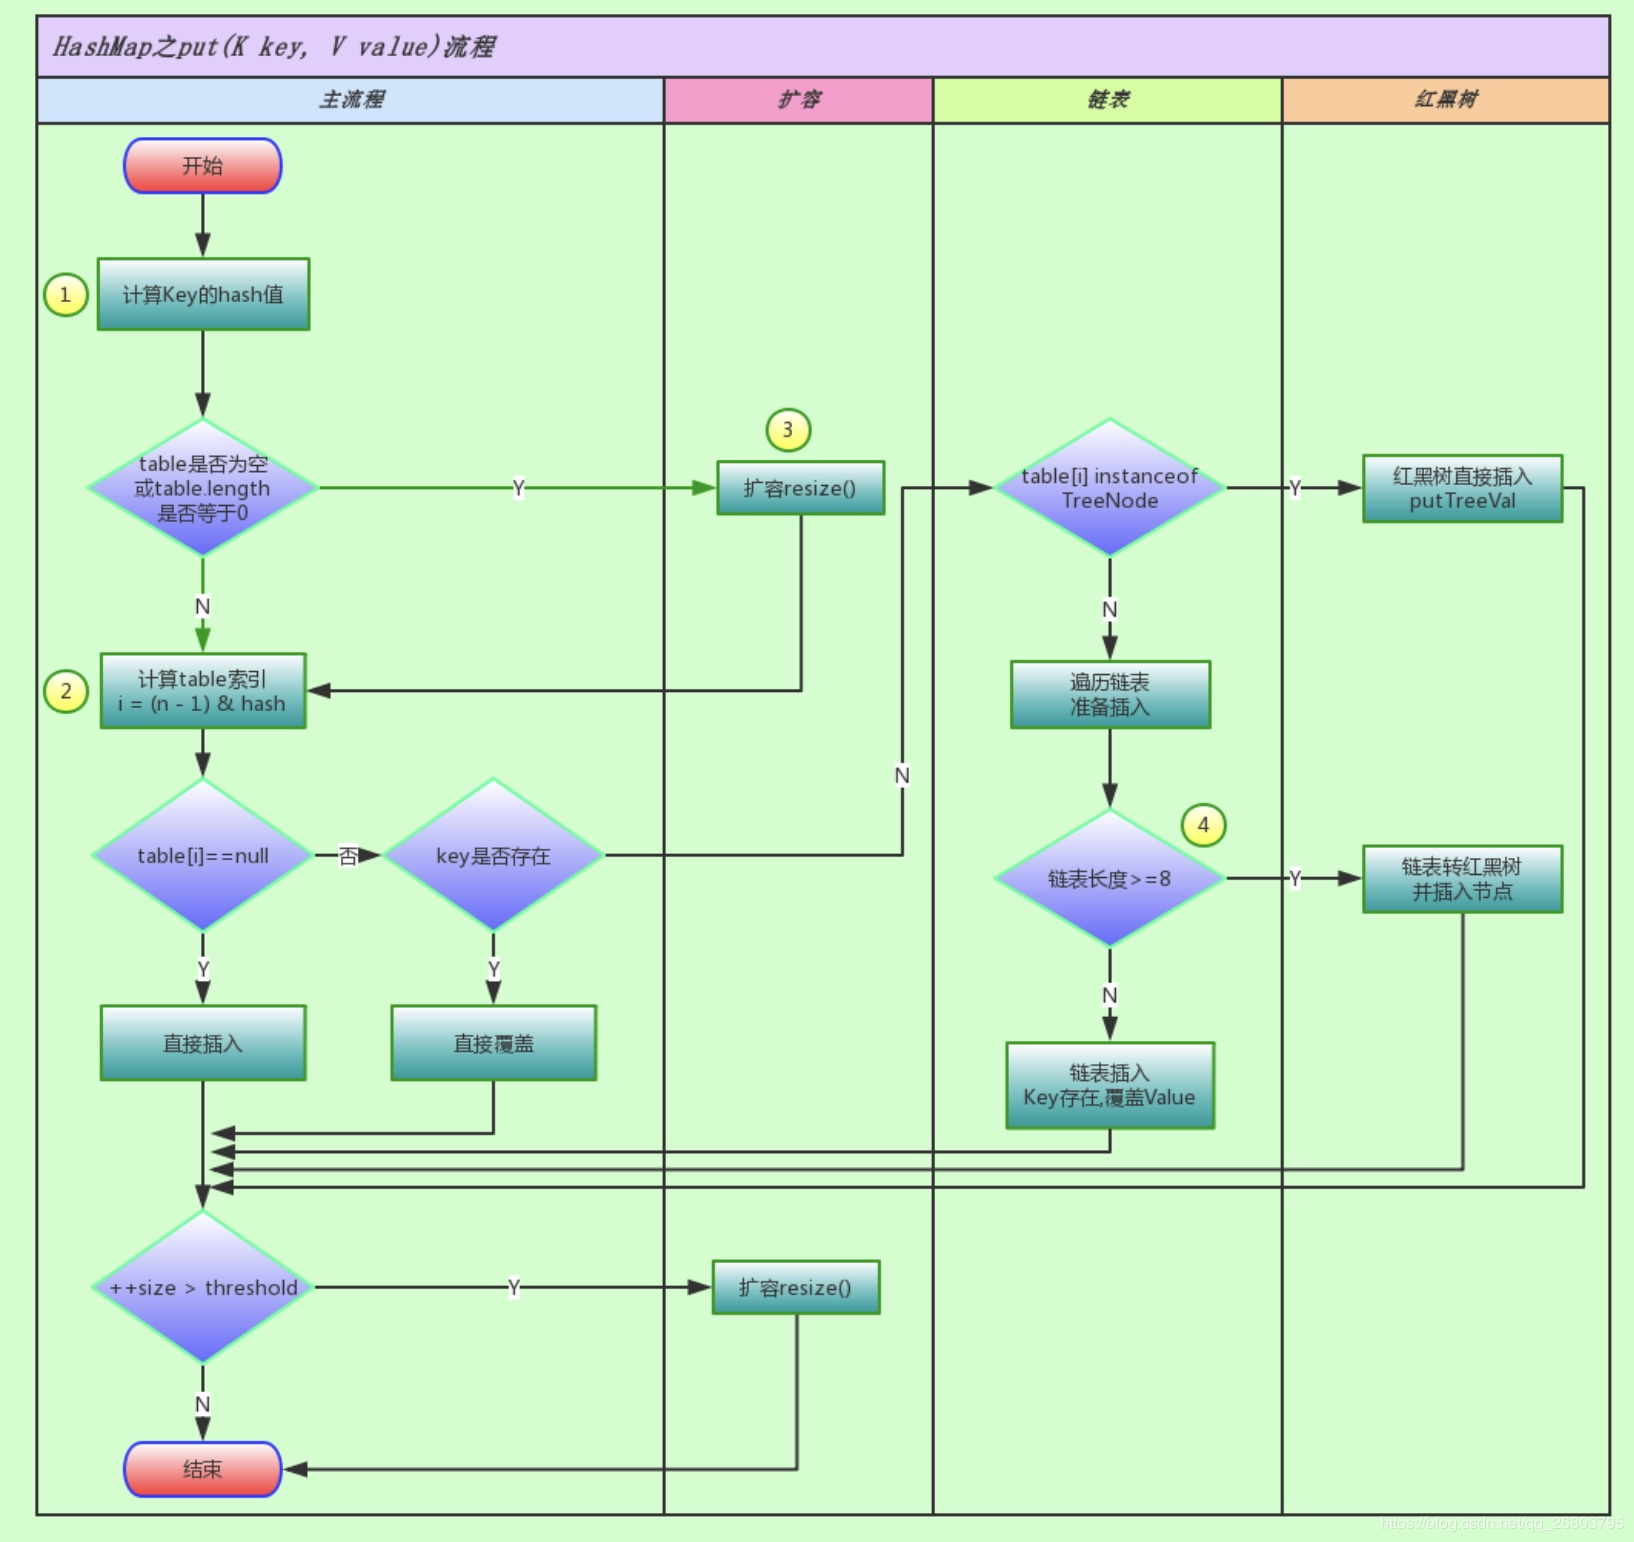 HashMap之put(K key, V value)流程
主流程
扩容
链表
红黑树
开始
1
计算Key的hash值
table是否为空
或table.length
是否等于0
Y
3
扩容resize()
table[i] instanceof
TreeNode
Y
红黑树直接插入
putTreeVal
N
N
2
计算table索引
i = (n - 1) & hash
遍历链表
准备插入
N
table[i]==null
否
key是否存在
4
链表长度>=8
Y
链表转红黑树
并插入节点
Y
Y
N
直接插入
直接覆盖
链表插入
Key存在,覆盖Value
++size > threshold
Y
扩容resize()
N
结束
https://blog.csdn.net/qq_26803795